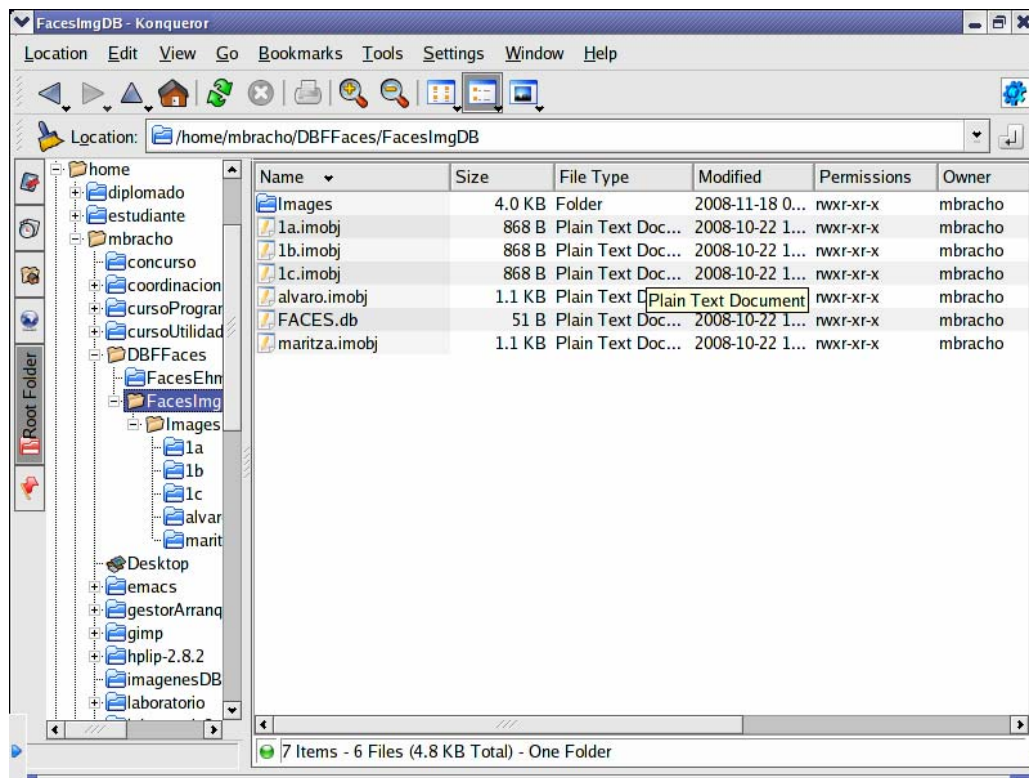 FacesImgDB - Konqueror
Location Edit View Go Bookmarks Tools Settings Window Help
Location: /home/mbracho/DBFFaces/FacesImgDB
Root Folder
home
diplomado
estudiante
mbracho
concurso
coordinacion
cursoPrograr
cursoUtilidad
DBFFaces
FacesEhm
FacesImg
Images
1a
1b
1c
alvar
marit
Desktop
emacs
gestorArranq
gimp
hplip-2.8.2
imagenesDB
laboratorio
Name Size File Type Modified Permissions Owner
Images 4.0 KB Folder 2008-11-18 0... rwxr-xr-x mbracho
1a.imobj 868 B Plain Text Doc... 2008-10-22 1... rwxr-xr-x mbracho
1b.imobj 868 B Plain Text Doc... 2008-10-22 1... rwxr-xr-x mbracho
1c.imobj 868 B Plain Text Doc... 2008-10-22 1... rwxr-xr-x mbracho
alvaro.imobj 1.1 KB Plain Text D Plain Text Document rwxr-xr-x mbracho
FACES.db 51 B Plain Text Doc... 2008-10-22 1... rwxr-xr-x mbracho
maritza.imobj 1.1 KB Plain Text Doc... 2008-10-22 1... rwxr-xr-x mbracho
7 Items - 6 Files (4.8 KB Total) - One Folder